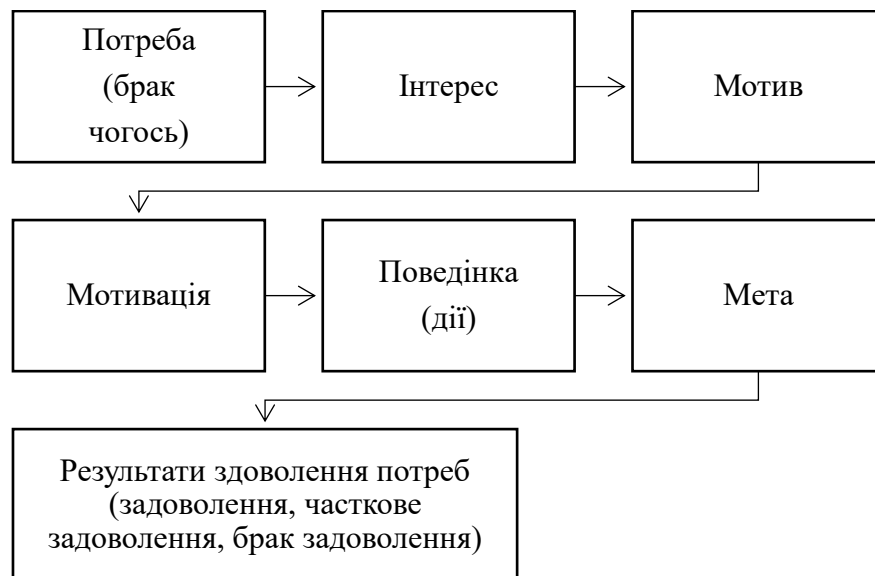 Потреба
(брак
чогось)
Інтерес
Мотив
Мотивація
Поведінка
(дії)
Мета
Результати здоволення потреб
(задоволення, часткове
задоволення, брак задоволення)